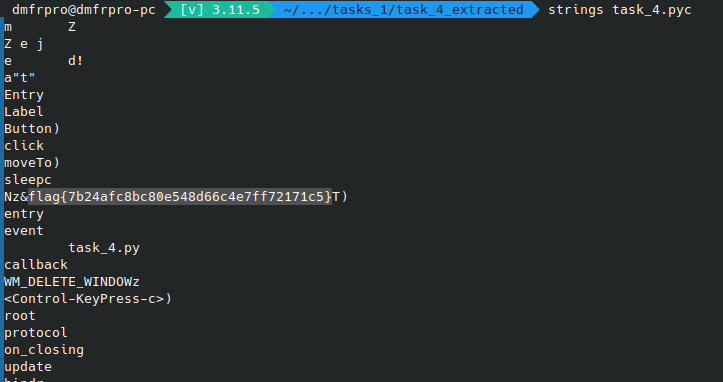 dmfrpro@dmfrpro-pc [v] 3.11.5 ~/.../tasks_1/task_4_extracted strings task_4.pyc
m Z
Z e j
e d!
a"t"
Entry
Label
Button)
click
moveTo)
sleepc
Nz&flag{7b24afc8bc80e548d66c4e7ff72171c5}T)
entry
event
task_4.py
callback
WM_DELETE_WINDOWz
<Control-KeyPress-c>)
root
protocol
on_closing
update